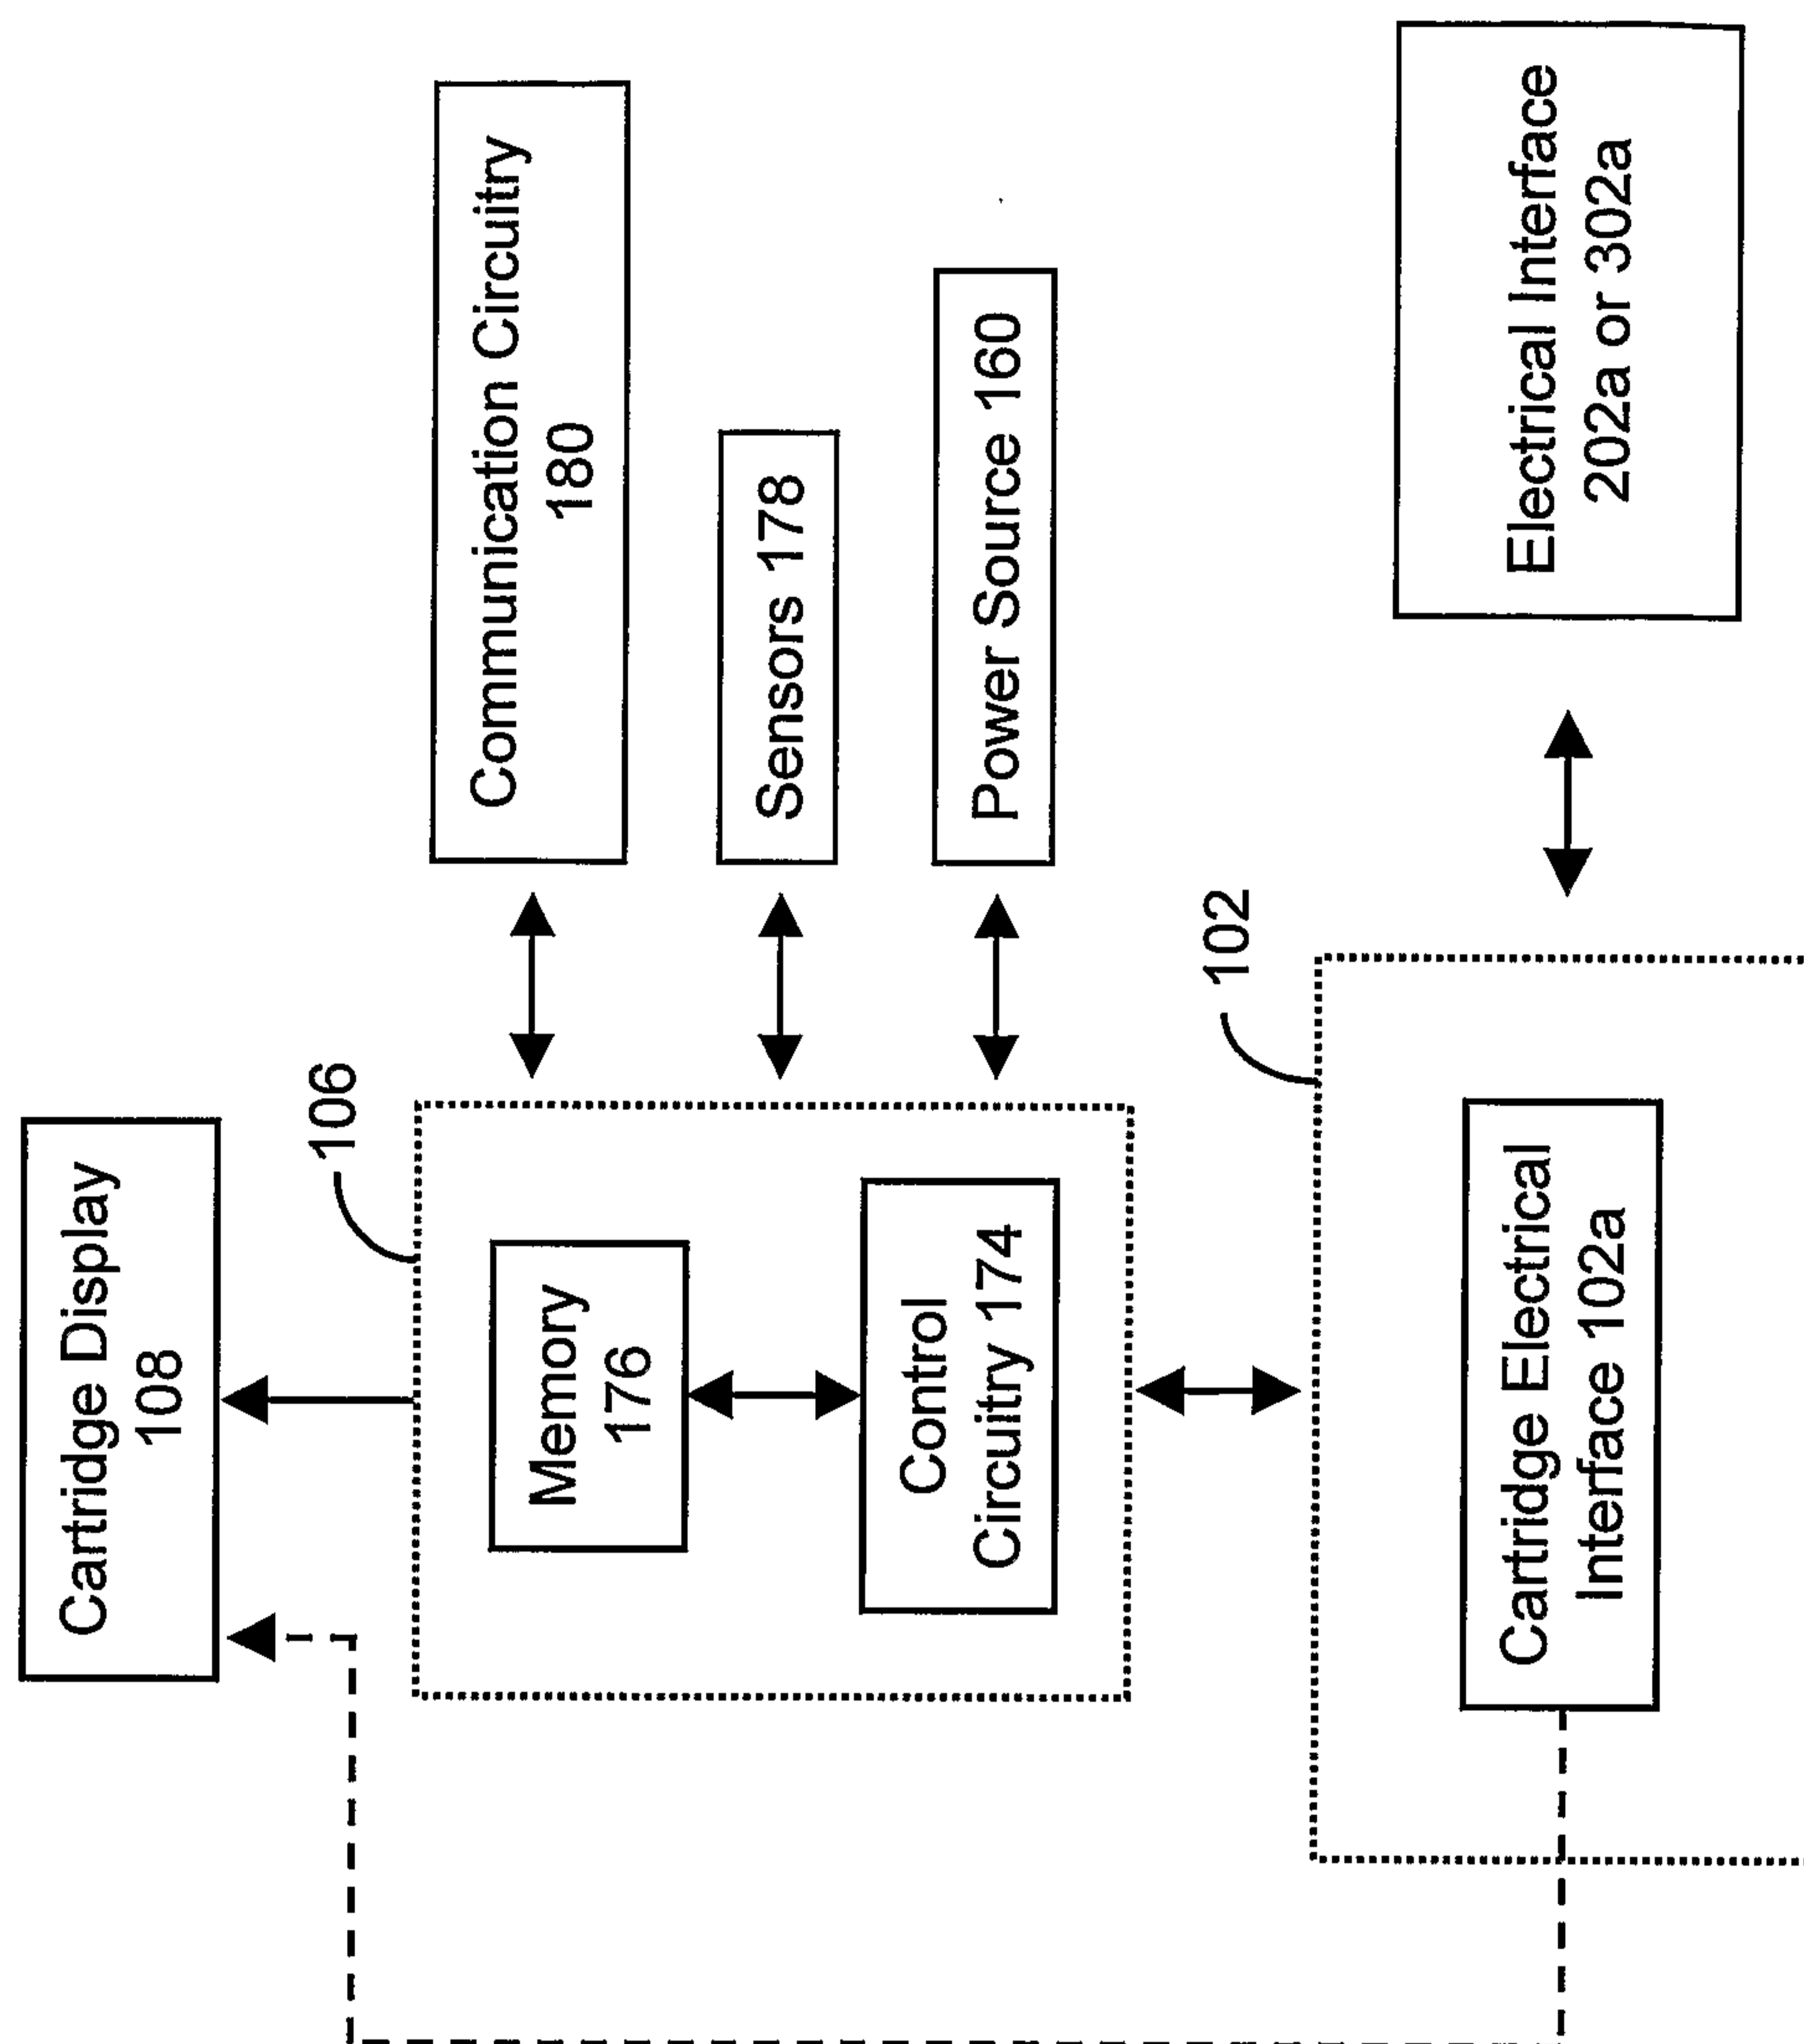 Cartridge Display
108
106
Memory
176
Control
Circuitry 174
Communication Circuitry
180
Sensors 178
Power Source 160
102
Cartridge Electrical
Interface 102a
Electrical Interface
202a or 302a